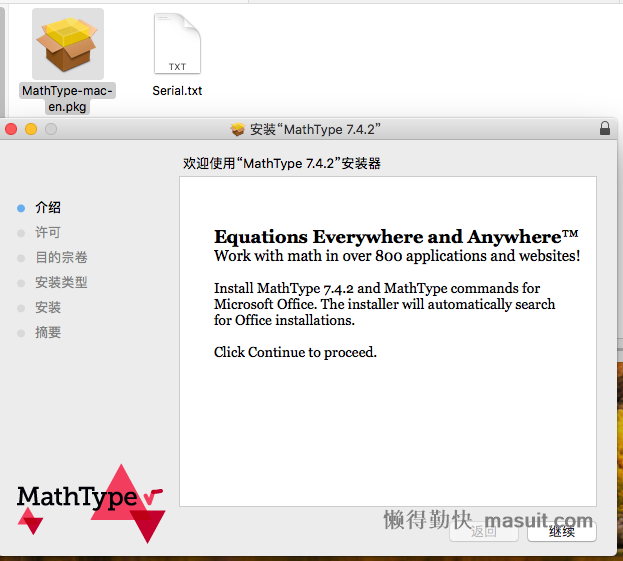 TXT
MathType-mac-
en.pkg
Serial.txt
安装“MathType 7.4.2”
欢迎使用“MathType 7.4.2”安装器
介绍
许可
目的宗卷
安装类型
安装
摘要
Equations Everywhere and Anywhere™
Work with math in over 800 applications and websites!
Install MathType 7.4.2 and MathType commands for
Microsoft Office. The installer will automatically search
for Office installations.
Click Continue to proceed.
MathType
懒得勤快 masuit.com
返回
继续